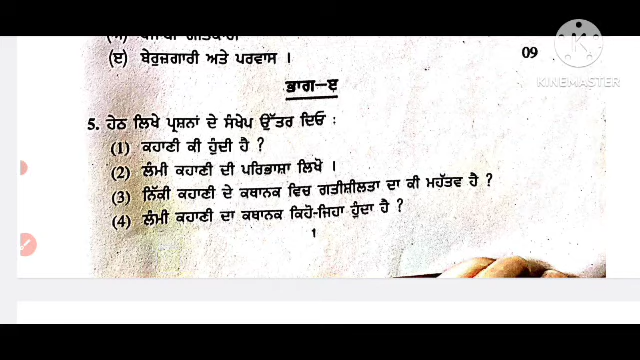 (ੲ) ਬੇਰੁਜ਼ਗਾਰੀ ਅਤੇ ਪਰਵਾਸ ।
09
KINEMASTER
ਭਾਗ-ੲ
5. ਹੇਠ ਲਿਖੇ ਪ੍ਰਸ਼ਨਾਂ ਦੇ ਸੰਖੇਪ ਉੱਤਰ ਦਿਓ :
(1) ਕਹਾਣੀ ਕੀ ਹੁੰਦੀ ਹੈ ?
(2) ਲੰਮੀ ਕਹਾਣੀ ਦੀ ਪਰਿਭਾਸ਼ਾ ਲਿਖੋ ।
(3) ਨਿੱਕੀ ਕਹਾਣੀ ਦੇ ਕਥਾਨਕ ਵਿਚ ਗਤੀਸ਼ੀਲਤਾ ਦਾ ਕੀ ਮਹੱਤਵ ਹੈ ?
(4) ਲੰਮੀ ਕਹਾਣੀ ਦਾ ਕਥਾਨਕ ਕਿਹੋ-ਜਿਹਾ ਹੁੰਦਾ ਹੈ ?
1